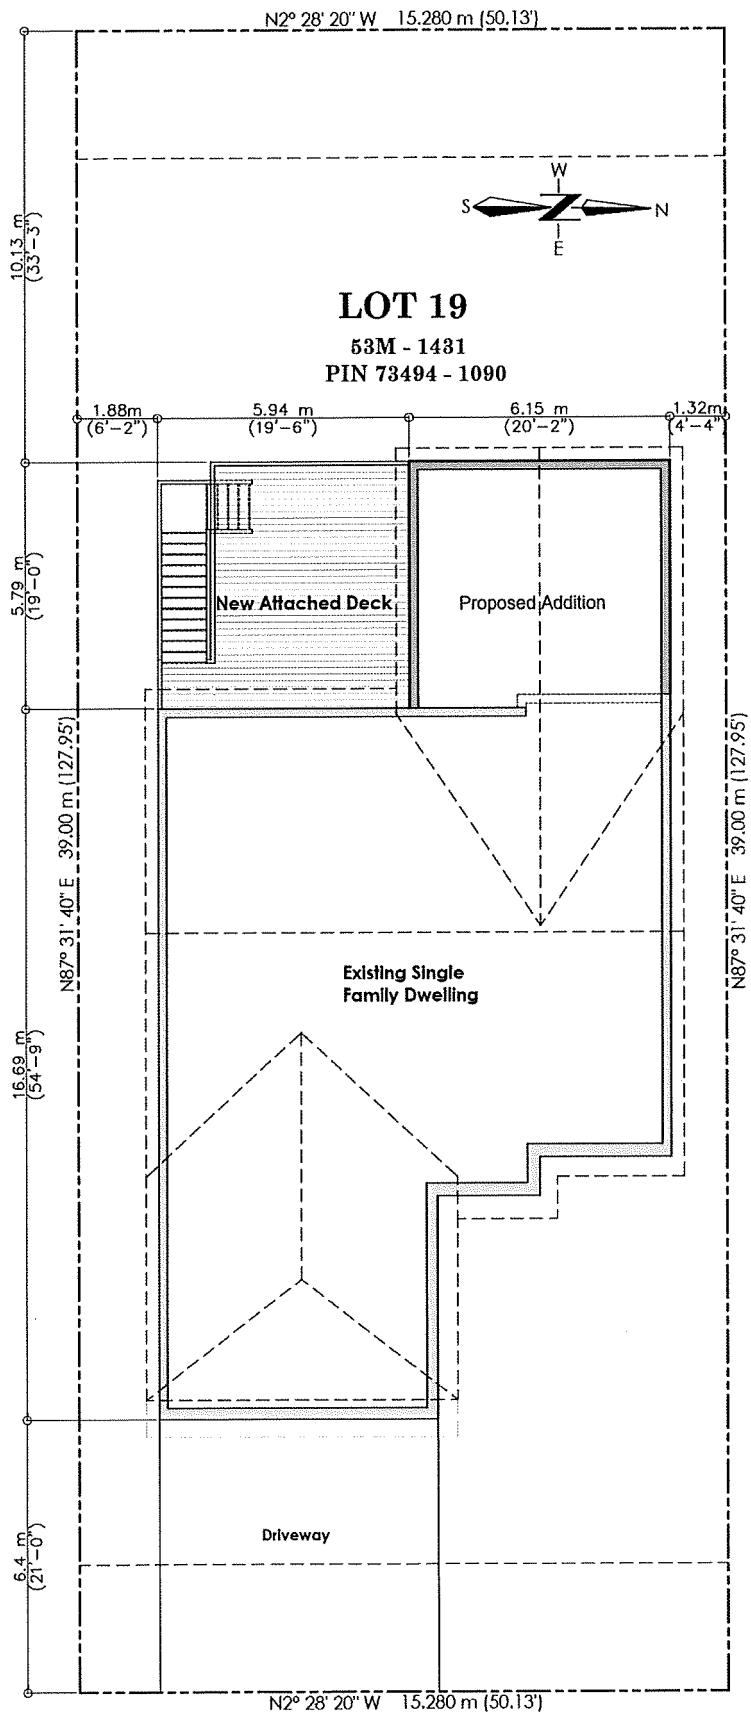 N2° 28' 20" W 15.280 m (50.13')
W
S N
E
10.13 m
(33'-3")
LOT 19
53M - 1431
PIN 73494 - 1090
1.88m 5.94 m 6.15 m 1.32m
(6'-2") (19'-6") (20'-2") (4'-4")
5.79 m
(19'-0")
New Attached Deck
Proposed Addition
N87° 31' 40" E 39.00 m (127.95')
N87° 31' 40" E 39.00 m (127.95')
Existing Single
Family Dwelling
16.69 m
(54'-9")
Driveway
6.4 m
(21'-0")
N2° 28' 20" W 15.280 m (50.13')